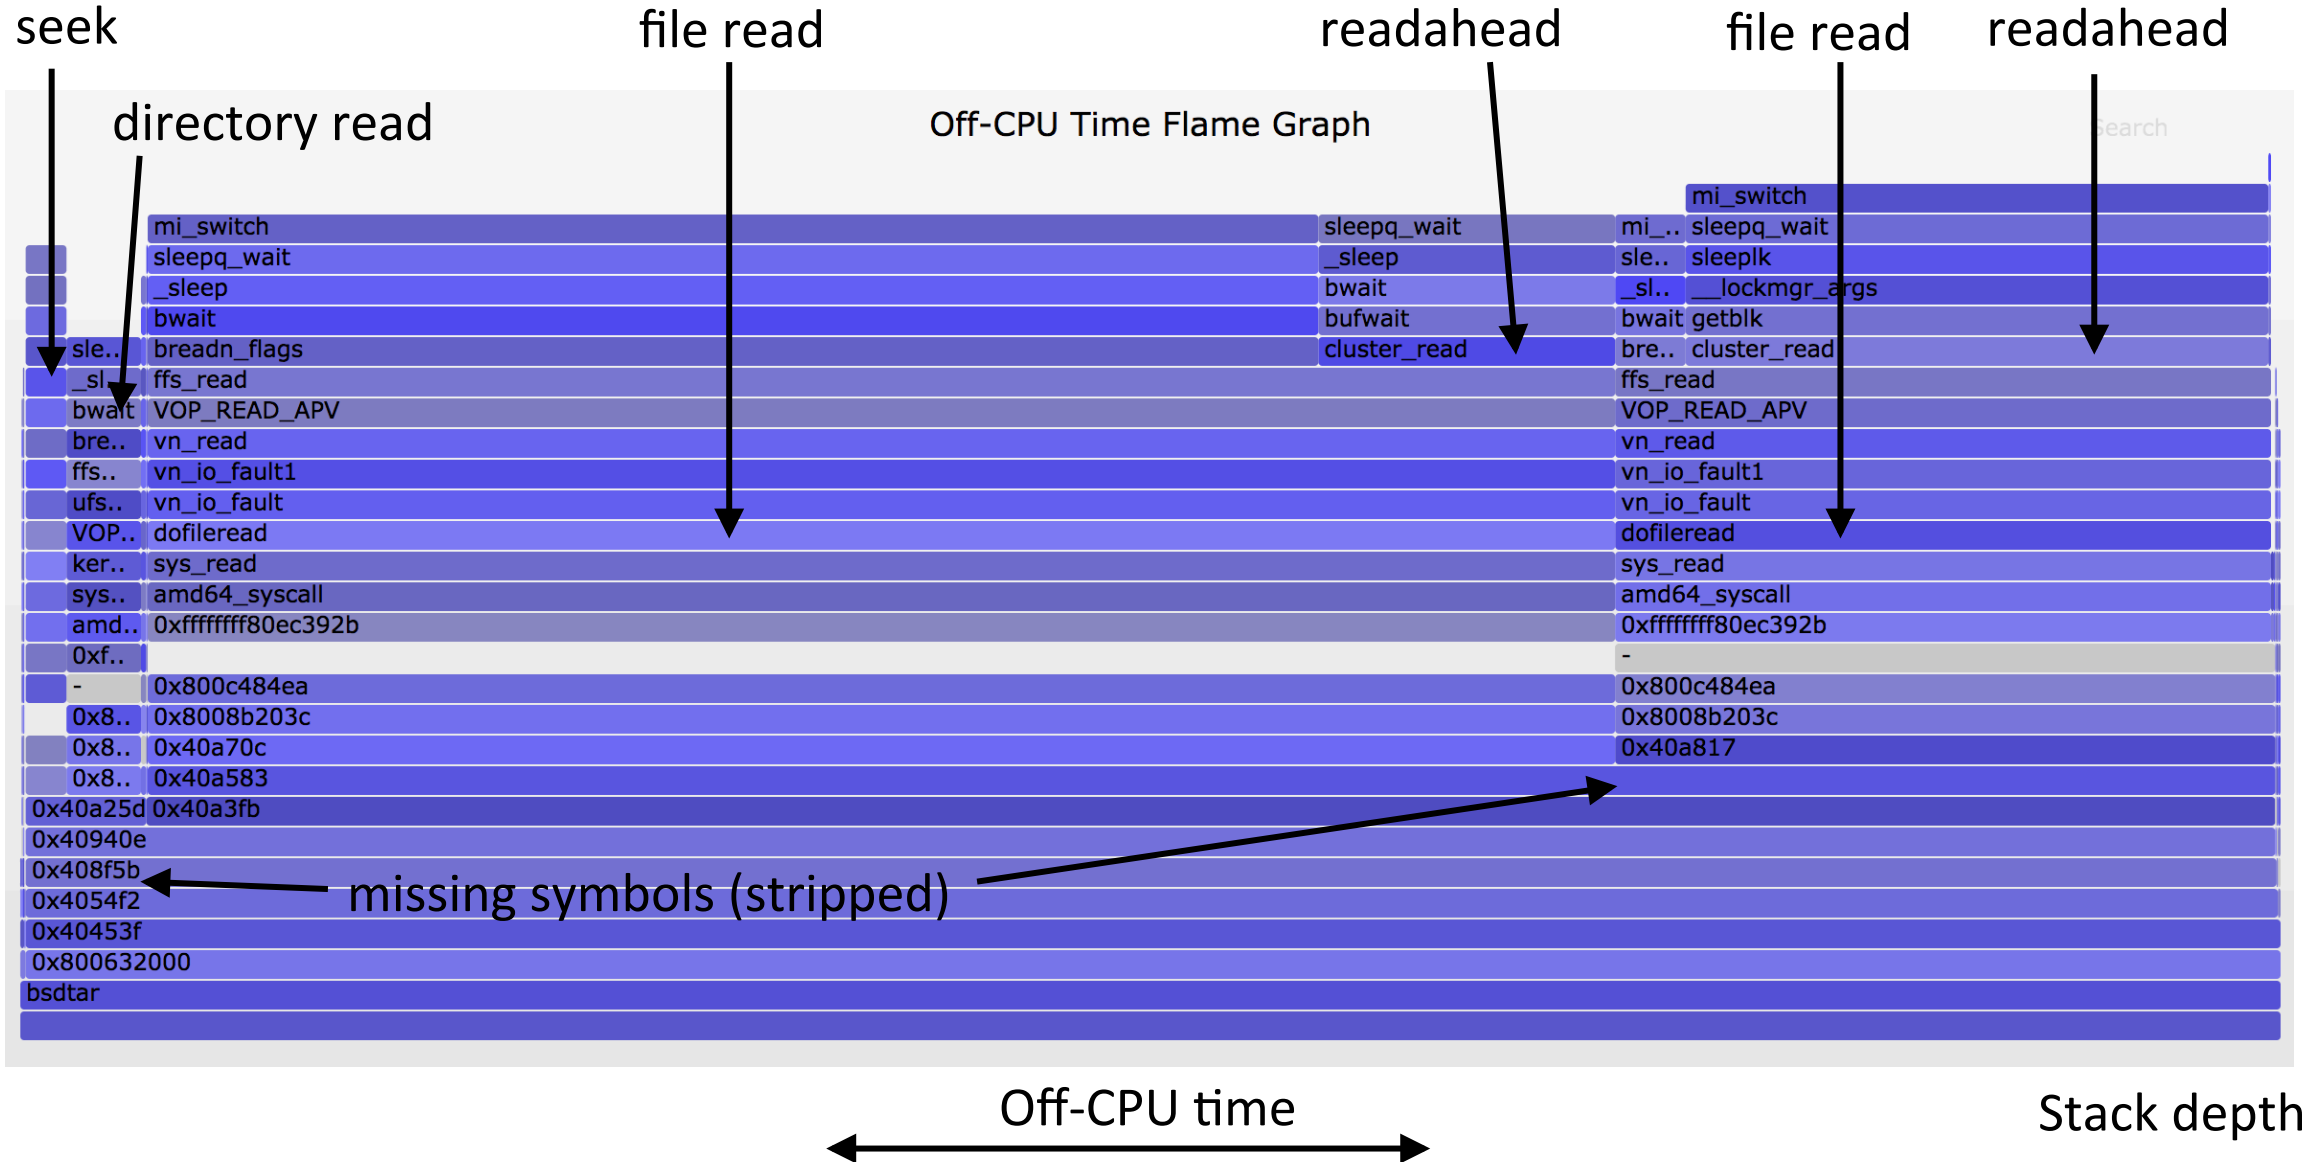 seek
file read
readahead
file read
readahead
directory read
Off-CPU Time Flame Graph
Search
mi_switch
mi_switch
sleepq_wait
mi_..
sleepq_wait
sleepq_wait
_sleep
sle..
sleeplk
_sleep
bwait
_sl..
__lockmgr_args
bwait
bufwait
bwait
getblk
sle..
breadn_flags
cluster_read
bre..
cluster_read
_sl..
ffs_read
ffs_read
bwait
VOP_READ_APV
VOP_READ_APV
bre..
vn_read
vn_read
ffs..
vn_io_fault1
vn_io_fault1
ufs..
vn_io_fault
vn_io_fault
VOP..
dofileread
dofileread
ker..
sys_read
sys_read
sys..
amd64_syscall
amd64_syscall
amd..
0xffffffff80ec392b
0xffffffff80ec392b
0xf..
-
-
0x800c484ea
0x800c484ea
0x8..
0x8008b203c
0x8008b203c
0x8..
0x40a70c
0x40a817
0x8..
0x40a583
0x40a25d
0x40a3fb
0x40940e
0x408f5b
missing symbols (stripped)
0x4054f2
0x40453f
0x800632000
bsdtar
Off-CPU time
Stack depth